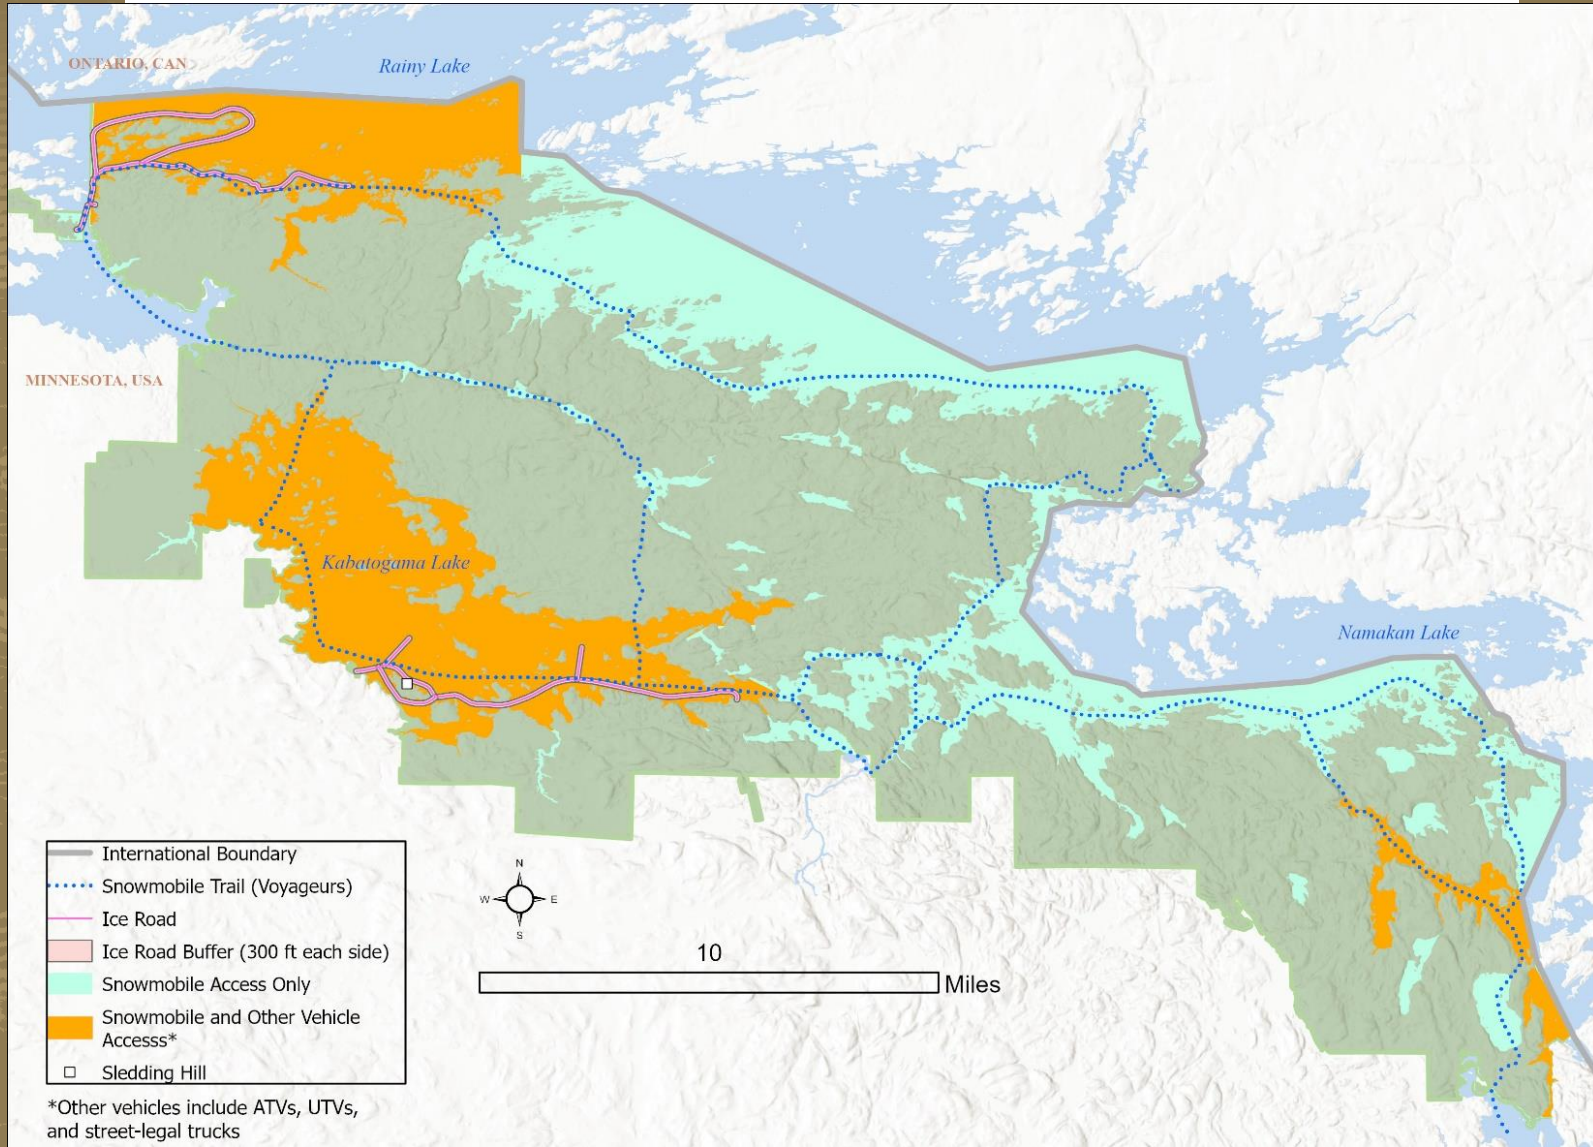 ONTARIO, CAN
Rainy Lake
MINNESOTA, USA
Kabatogama Lake
Namakan Lake
International Boundary
Snowmobile Trail (Voyageurs)
Ice Road
Ice Road Buffer (300 ft each side)
Snowmobile Access Only
Snowmobile and Other Vehicle
Accesss*
Sledding Hill
*Other vehicles include ATVs, UTVs,
and street-legal trucks
N
W E
S
10
Miles